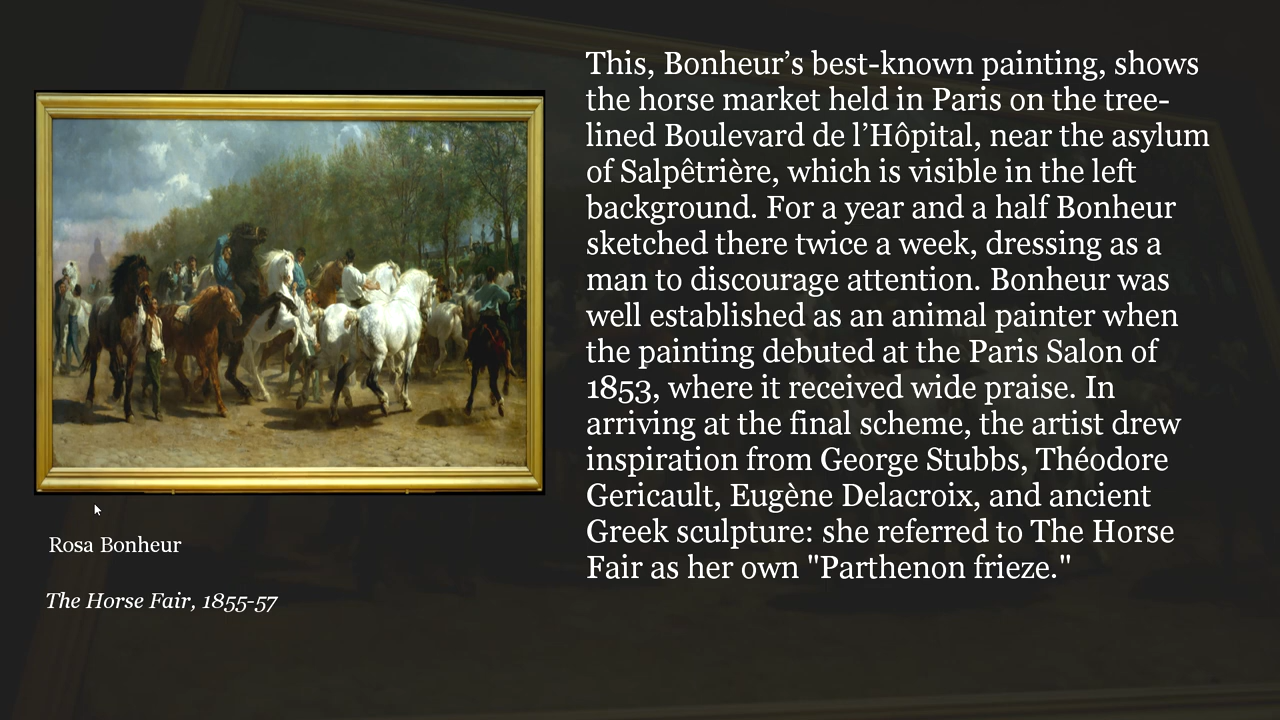 This, Bonheur’s best-known painting, shows
the horse market held in Paris on the tree-
lined Boulevard de l’Hôpital, near the asylum
of Salpêtrière, which is visible in the left
background. For a year and a half Bonheur
sketched there twice a week, dressing as a
man to discourage attention. Bonheur was
well established as an animal painter when
the painting debuted at the Paris Salon of
1853, where it received wide praise. In
arriving at the final scheme, the artist drew
inspiration from George Stubbs, Théodore
Gericault, Eugène Delacroix, and ancient
Greek sculpture: she referred to The Horse
Fair as her own "Parthenon frieze."
Rosa Bonheur
The Horse Fair, 1855-57